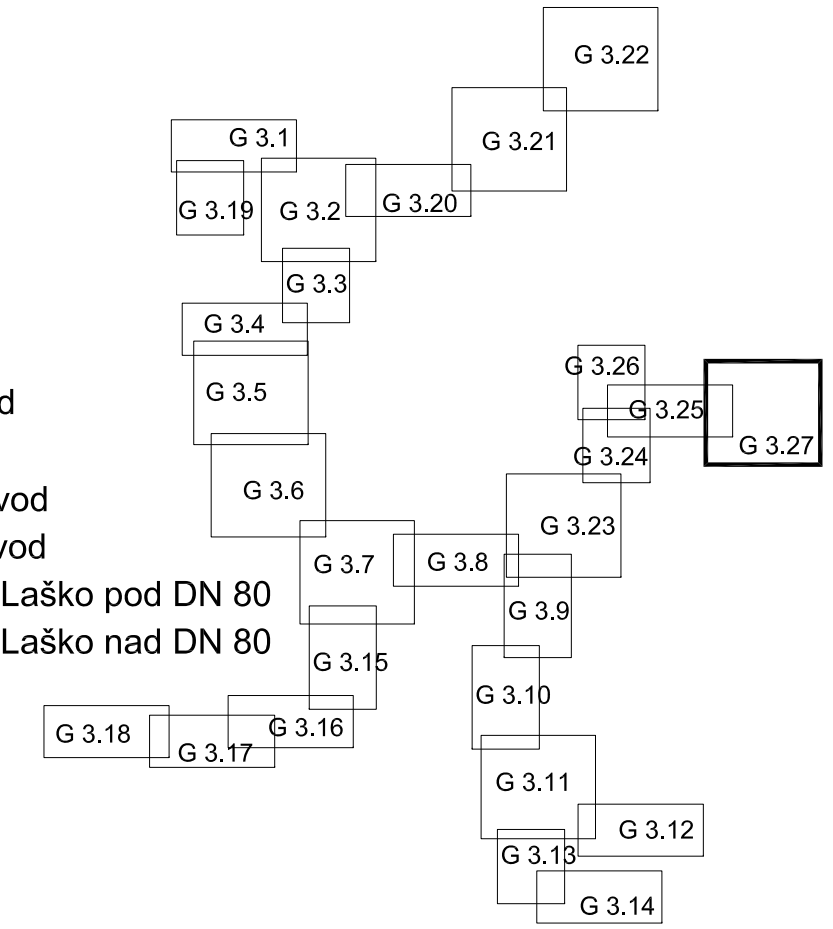 G 3.22
G 3.1
G 3.21
G 3.19
G 3.2
G 3.20
G 3.3
G 3.4
G 3.26
G 3.5
d
G 3.25
G 3.27
G 3.24
G 3.6
vod
G 3.23
vod
G 3.7
G 3.8
Laško pod DN 80
G 3.9
Laško nad DN 80
G 3.15
G 3.10
G 3.18
G 3.17
G 3.16
G 3.11
G 3.12
G 3.13
G 3.14